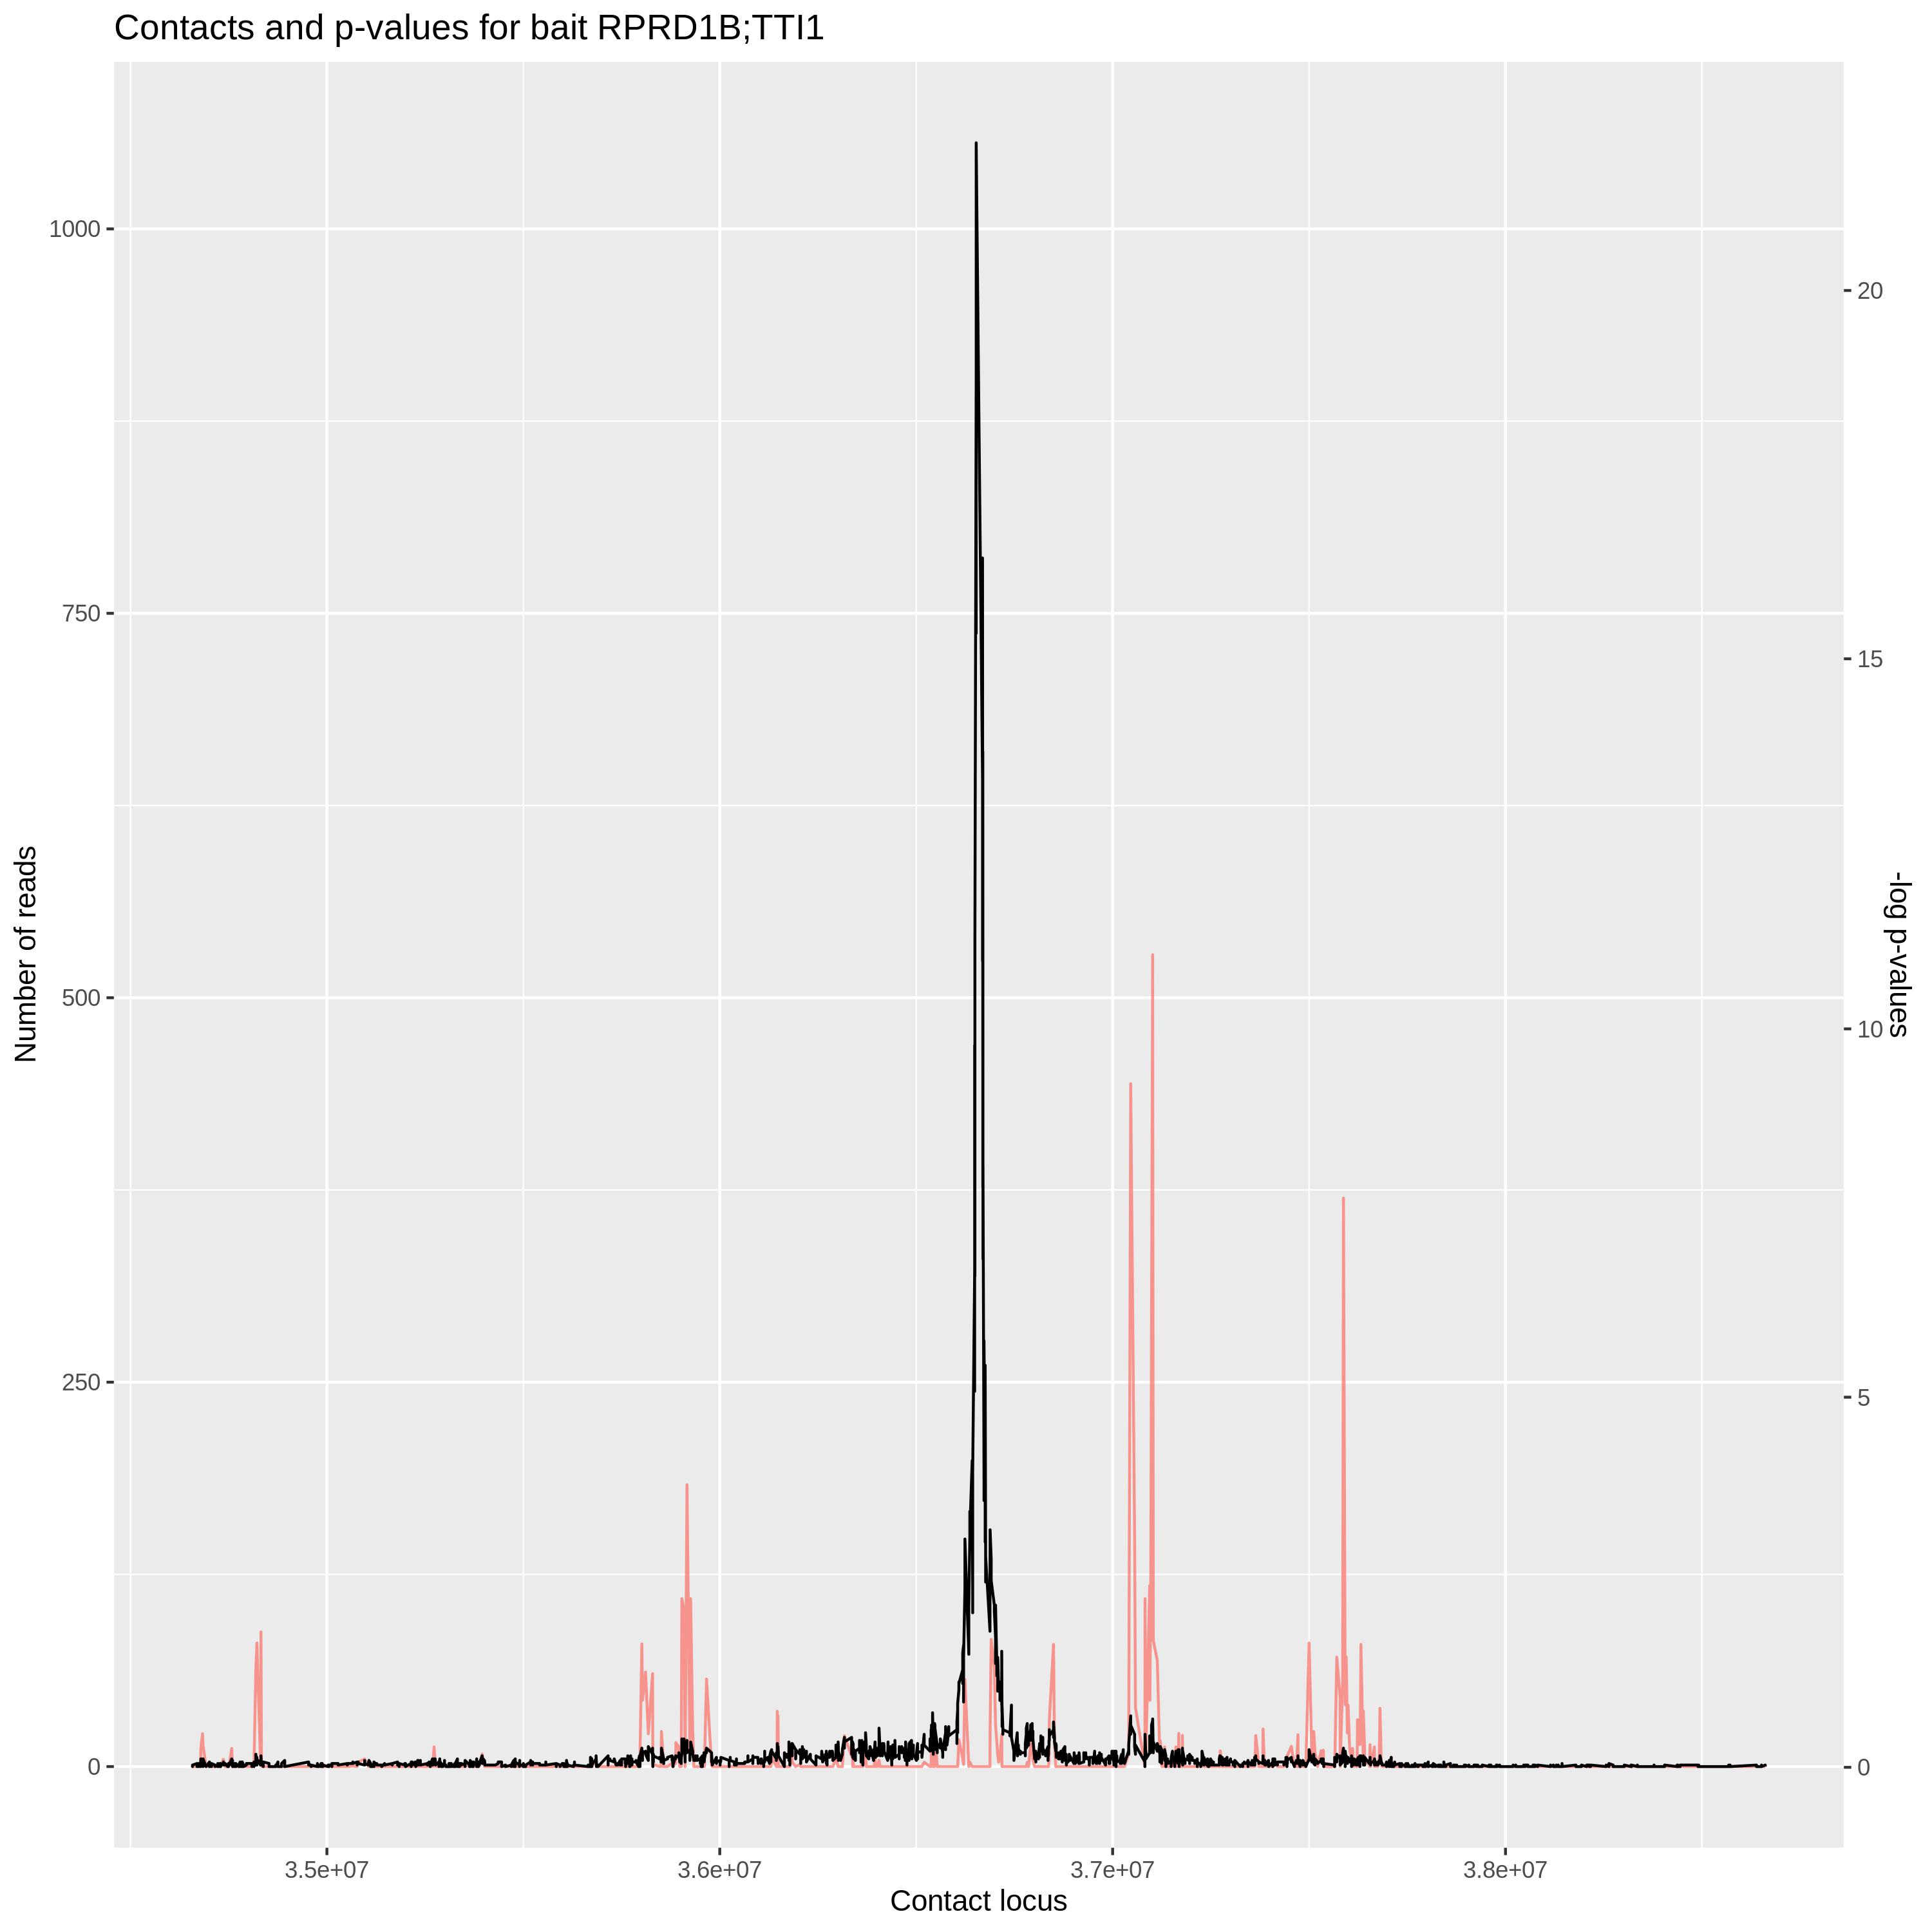 Contacts and p-values for bait RPRD1B;TTI1
1000
750
500
250
0
Number of reads
20
15
10
5
0
-log p-values
3.5e+07
3.6e+07
3.7e+07
3.8e+07
Contact locus